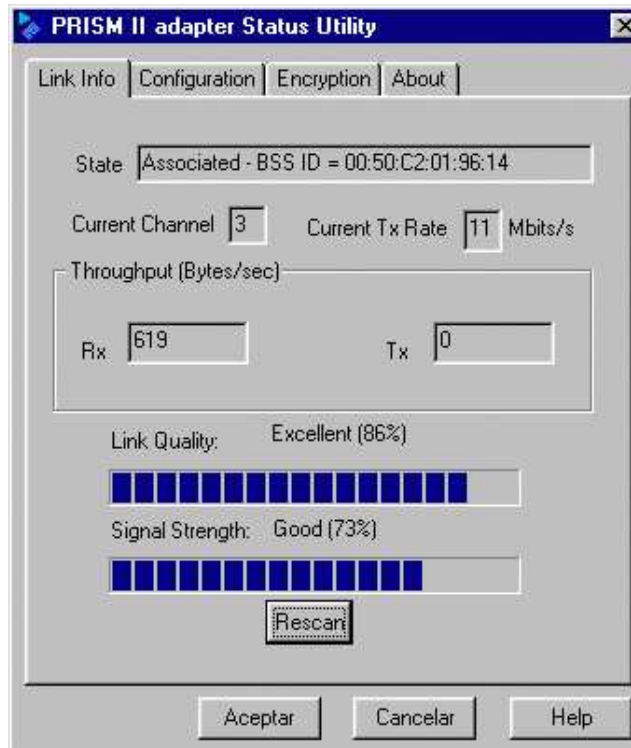 PRISM II adapter Status Utility
Link Info Configuration Encryption About
State Associated - BSS ID = 00:50:C2:01:96:14
Current Channel 3 Current Tx Rate 11 Mbits/s
Throughput (Bytes/sec)
Rx 619 Tx 0
Link Quality: Excellent (86%)
Signal Strength: Good (73%)
Rescan
Aceptar Cancelar Help